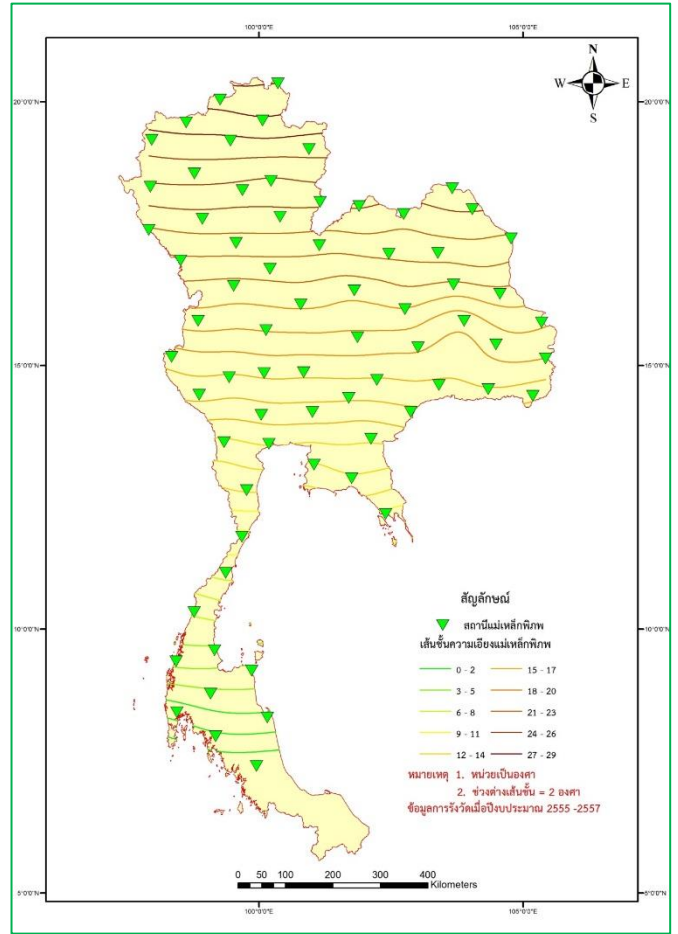 100°0'0"E 105°0'0"E
N
W E
S
20°0'0"N 20°0'0"N
15°0'0"N 15°0'0"N
10°0'0"N 10°0'0"N
5°0'0"N 5°0'0"N
สัญลักษณ์
สถานีแม่เหล็กพิภพ
เส้นชั้นความเอียงแม่เหล็กพิภพ
0 - 2 15 - 17
3 - 5 18 - 20
6 - 8 21 - 23
9 - 11 24 - 26
12 - 14 27 - 29
หมายเหตุ 1. หน่วยเป็นองศา
2. ช่วงต่างเส้นชั้น = 2 องศา
ข้อมูลการรังวัดเมื่อปีงบประมาณ 2555 -2557
0 50 100 200 300 400
Kilometers
100°0'0"E 105°0'0"E